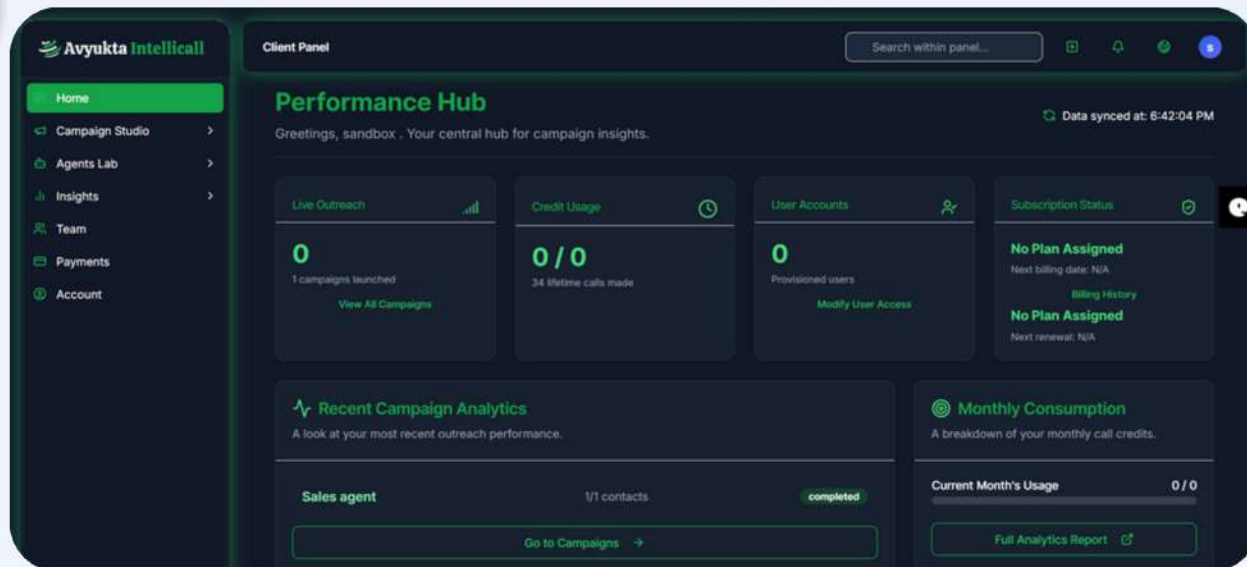 Avyukta Intellicall
Home
Campaign Studio
Agents Lab
Insights
Team
Payments
Account
Client Panel
Search within panel...
S
Performance Hub
Greetings, sandbox . Your central hub for campaign insights.
Data synced at: 6:42:04 PM
Live Outreach
0
1 campaigns launched
View All Campaigns
Credit Usage
0 / 0
34 lifetime calls made
User Accounts
0
Provisioned users
Modify User Access
Subscription Status
No Plan Assigned
Next billing date: N/A
Billing History
No Plan Assigned
Next renewal: N/A
Recent Campaign Analytics
A look at your most recent outreach performance.
Sales agent
1/1 contacts
completed
Go to Campaigns
Monthly Consumption
A breakdown of your monthly call credits.
Current Month's Usage
0 / 0
Full Analytics Report